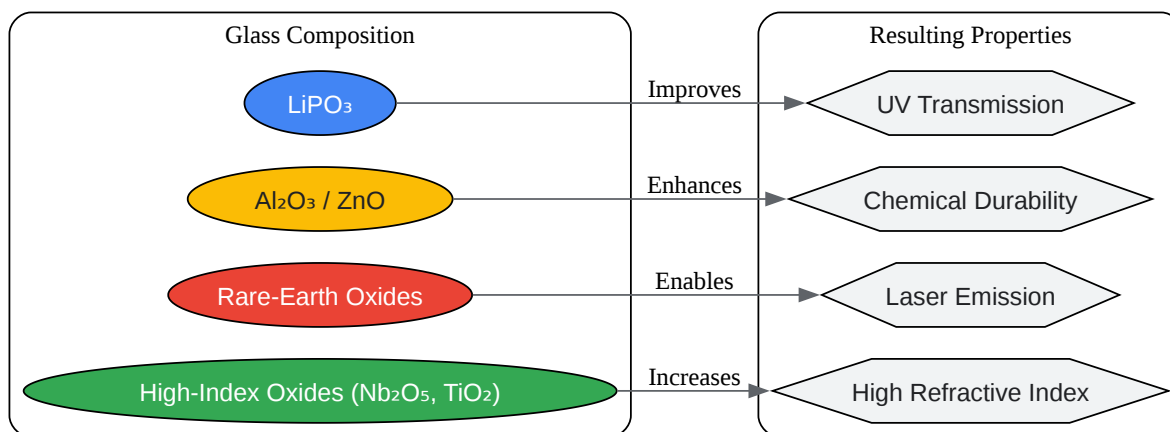 Glass Composition
Resulting Properties
LiPO₃
Improves
UV Transmission
Al₂O₃ / ZnO
Enhances
Chemical Durability
Rare-Earth Oxides
Enables
Laser Emission
High-Index Oxides (Nb₂O₅, TiO₂)
Increases
High Refractive Index